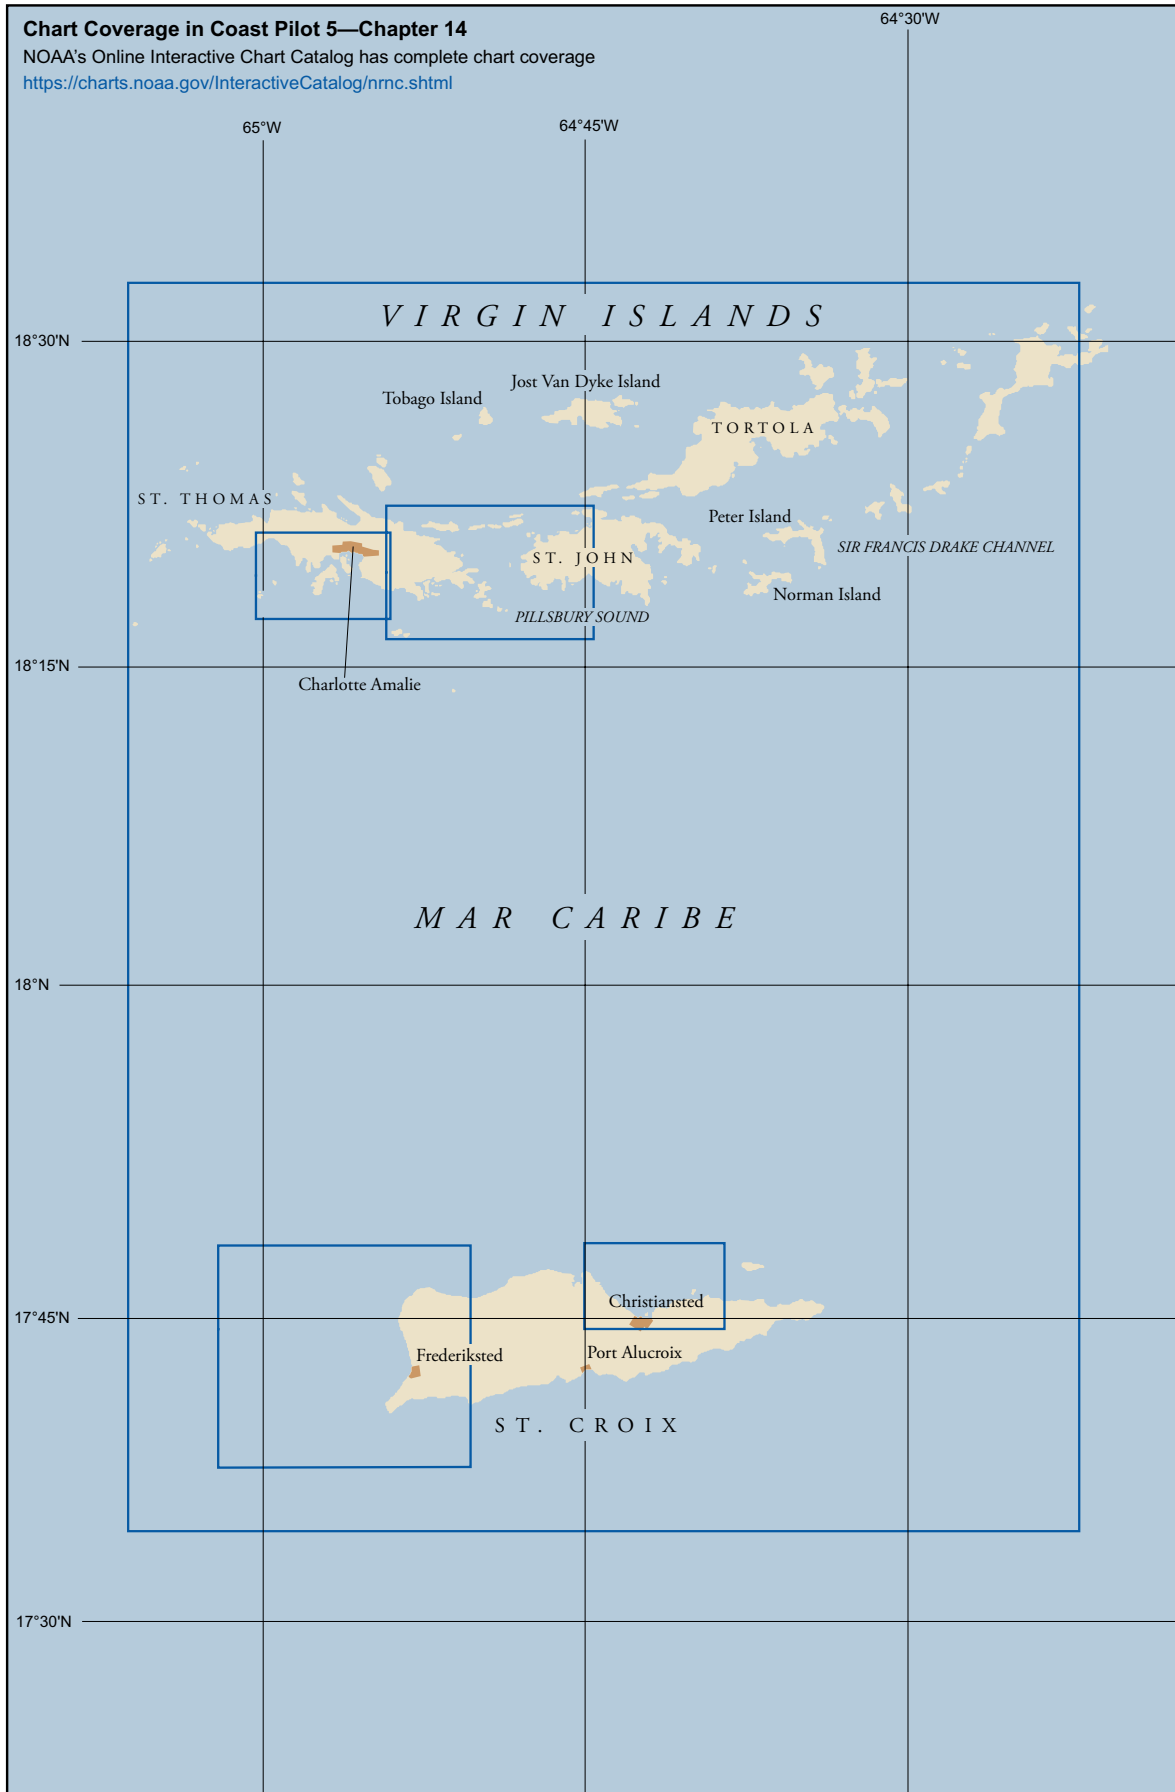 Chart Coverage in Coast Pilot 5—Chapter 14
NOAA's Online Interactive Chart Catalog has complete chart coverage
https://charts.noaa.gov/InteractiveCatalog/nrnc.shtml
64°30'W
65°W
64°45'W
VIRGIN ISLANDS
18°30'N
Jost Van Dyke Island
Tobago Island
TORTOLA
ST. THOMAS
Peter Island
SIR FRANCIS DRAKE CHANNEL
ST. JOHN
Norman Island
PILLSBURY SOUND
18°15'N
Charlotte Amalie
MAR CARIBE
18°N
Christiansted
17°45'N
Port Alucroix
Frederiksted
ST. CROIX
17°30'N